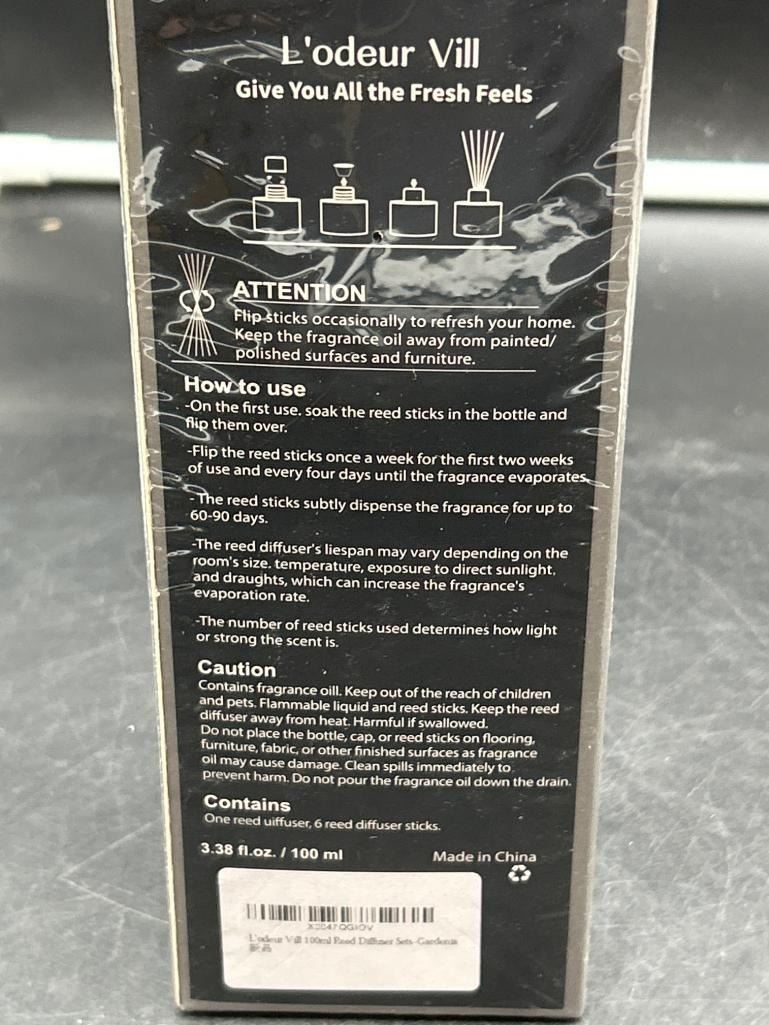 L'odeur Vill
Give You All the Fresh Feels
ATTENTION
Flip sticks occasionally to refresh your home.
Keep the fragrance oil away from painted/
polished surfaces and furniture.
How to use
-On the first use. soak the reed sticks in the bottle and
flip them over.
-Flip the reed sticks once a week for the first two weeks
of use and every four days until the fragrance evaporates.
- The reed sticks subtly dispense the fragrance for up to
60-90 days.
-The reed diffuser's liespan may vary depending on the
room's size. temperature, exposure to direct sunlight,
and draughts, which can increase the fragrance's
evaporation rate.
-The number of reed sticks used determines how light
or strong the scent is.
Caution
Contains fragrance oill. Keep out of the reach of children
and pets. Flammable liquid and reed sticks. Keep the reed
diffuser away from heat. Harmful if swallowed.
Do not place the bottle, cap, or reed sticks on flooring,
furniture, fabric, or other finished surfaces as fragrance
oil may cause damage. Clean spills immediately to
prevent harm. Do not pour the fragrance oil down the drain.
Contains
One reed uiffuser, 6 reed diffuser sticks.
3.38 fl.oz. / 100 ml
Made in China
L'odeur Vill 100ml Reed Diffuser Sets-Gardenia
新品